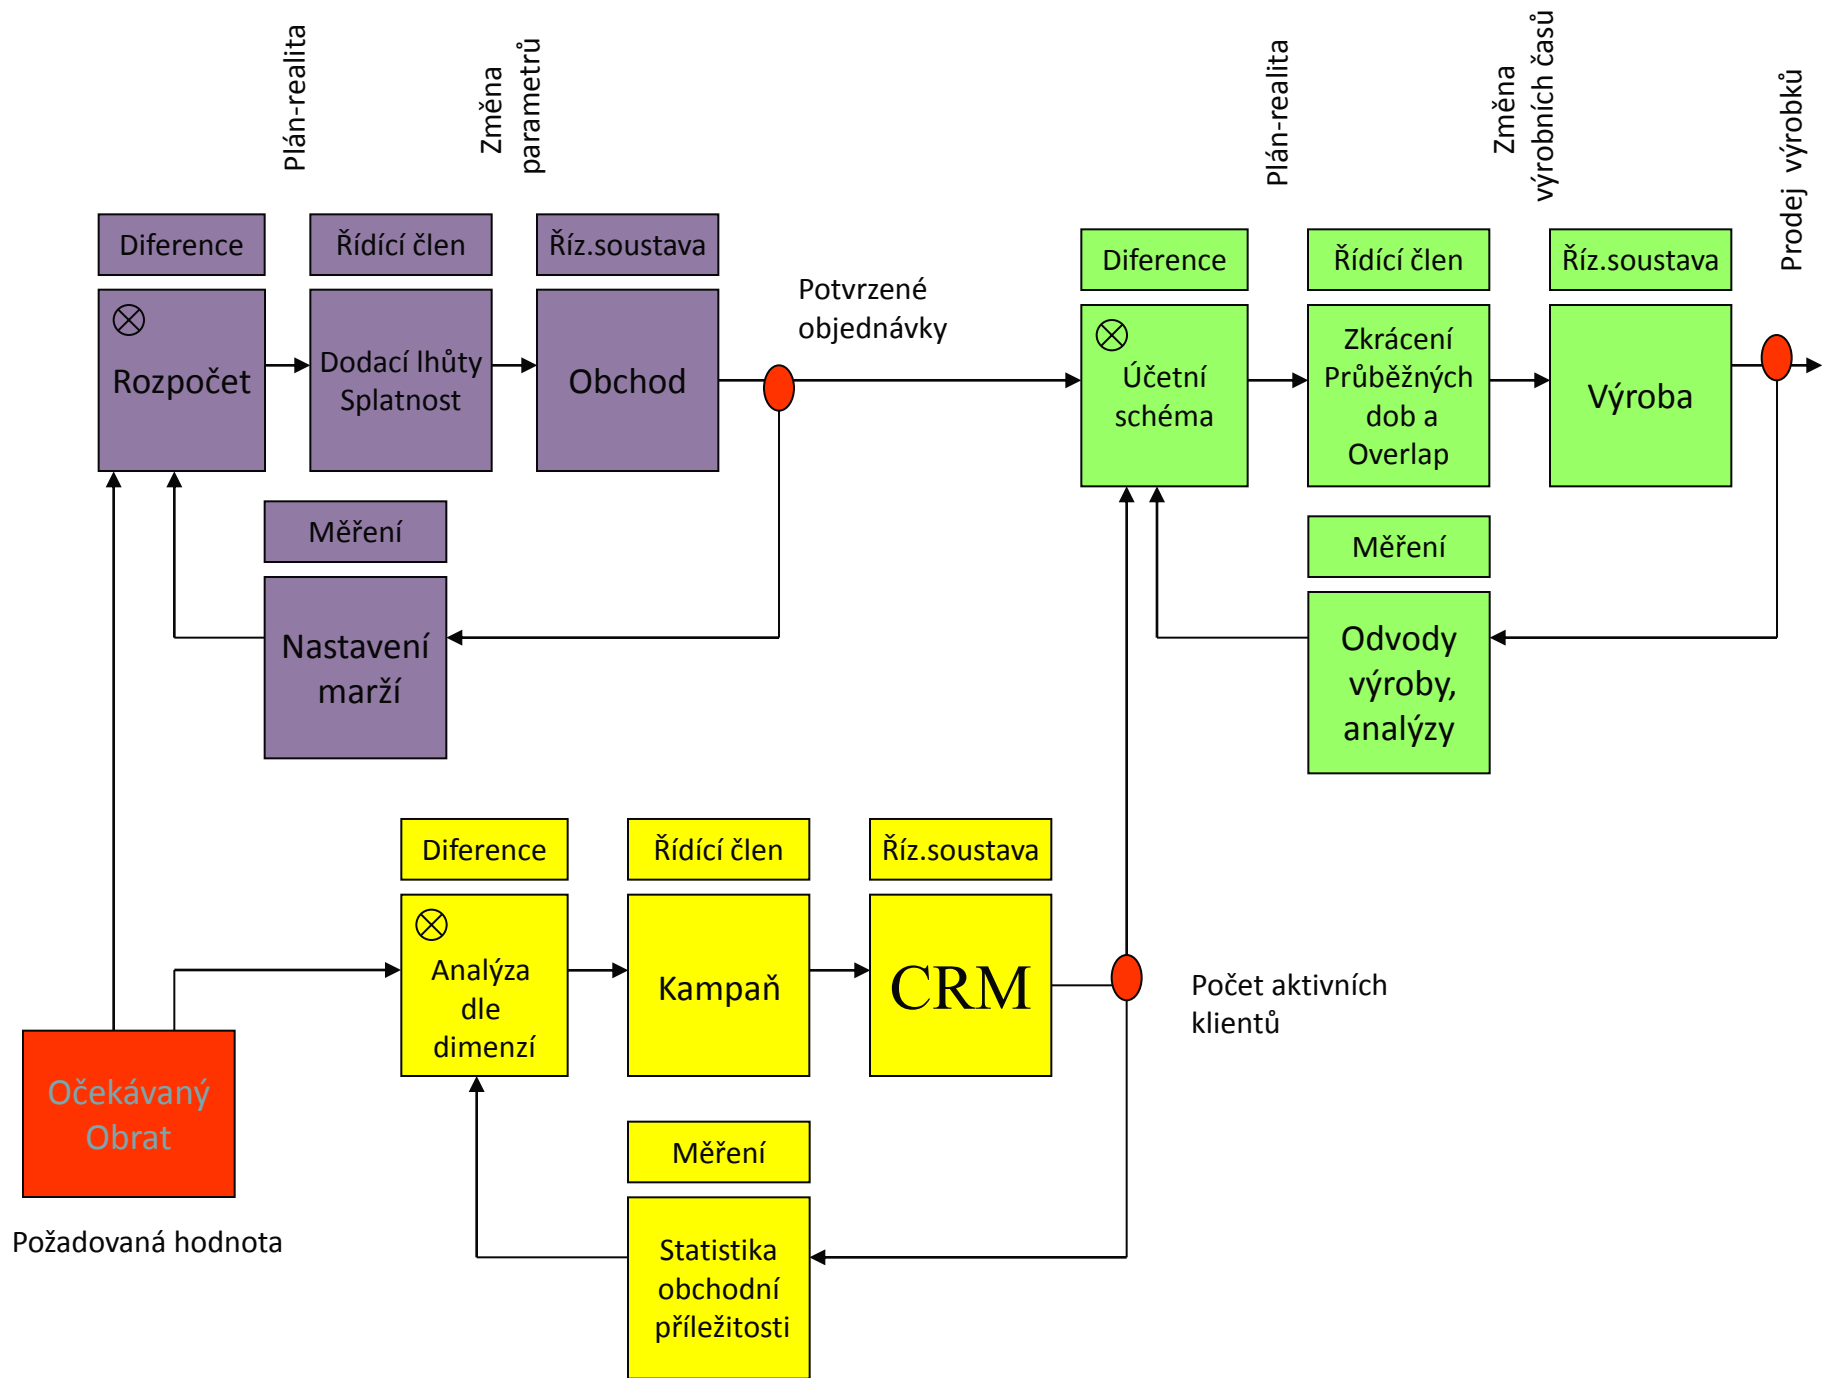 Plán-realita
Změna
parametrů
Plán-realita
Změna
výrobních časů
Prodej  výrobků
Diference
Řídící člen
Říz.soustava
Rozpočet
Dodací lhůty
Splatnost
Obchod
Potvrzené
objednávky
Diference
Řídící člen
Říz.soustava
Účetní
schéma
Zkrácení
Průběžných
dob a
Overlap
Výroba
Měření
Nastavení
marží
Měření
Odvody
výroby,
analýzy
Diference
Řídící člen
Říz.soustava
Analýza
dle
dimenzí
Kampaň
CRM
Počet aktivních
klientů
Očekávaný
Obrat
Požadovaná hodnota
Měření
Statistika
obchodní
příležitosti